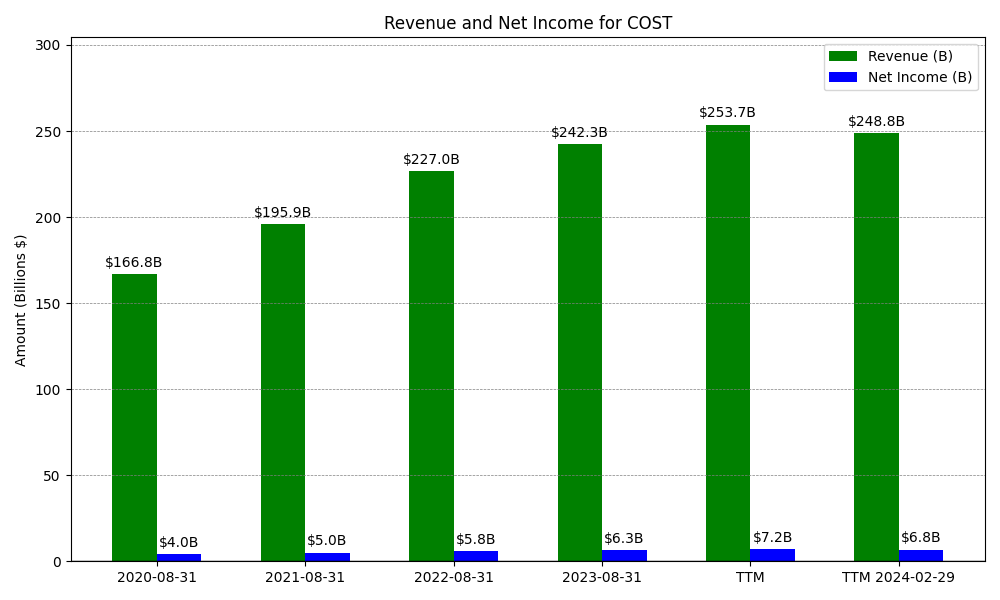 Revenue and Net Income for COST
Revenue (B)
Net Income (B)
Amount (Billions $)
300
250
200
150
100
50
0
$166.8B
$195.9B
$227.0B
$242.3B
$253.7B
$248.8B
$4.0B
$5.0B
$5.8B
$6.3B
$7.2B
$6.8B
2020-08-31
2021-08-31
2022-08-31
2023-08-31
TTM
TTM 2024-02-29